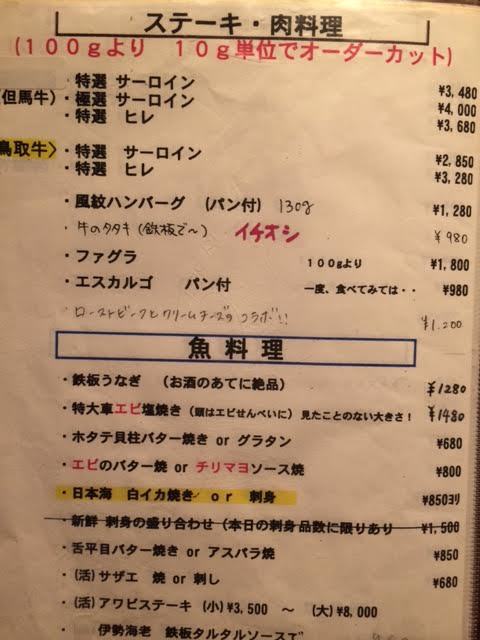 ステーキ・肉料理
(100gより 10g単位でオーダーカット)
・特選 サーロイン ¥3,480
(但馬牛)・極選 サーロイン ¥4,000
・特選 ヒレ ¥3,680
鳥取牛〉・特選 サーロイン ¥2,850
・特選 ヒレ ¥3,280
・風紋ハンバーグ (パン付) 130g ¥1,280
・牛のタタキ(鉄板で〜) イチオシ ¥980
・ファグラ 100gより ¥1,800
・エスカルゴ パン付 一度、食べてみては・・ ¥980
・ローストビーフとクリームチーズのコラボ!! ¥1.200
魚料理
・鉄板うなぎ (お酒のあてに絶品) ¥1280
・特大車エビ塩焼き(頭はエビせんべいに)見たことのない大きさ! ¥1480
・ホタテ貝柱バター焼き or グラタン ¥680
・エビのバター焼 or チリマヨソース焼 ¥800
・日本海 白イカ焼き or 刺身 ¥850ヨリ
・新鮮 刺身の盛り合わせ(本日の刺身品数に限りあり ¥1,500
・舌平目バター焼き or アスパラ焼 ¥850
・(活)サザエ 焼 or 刺し ¥680
・(活)アワビステーキ (小)¥3,500 〜 (大)¥8,000
伊勢海老 鉄板タルタルソースで